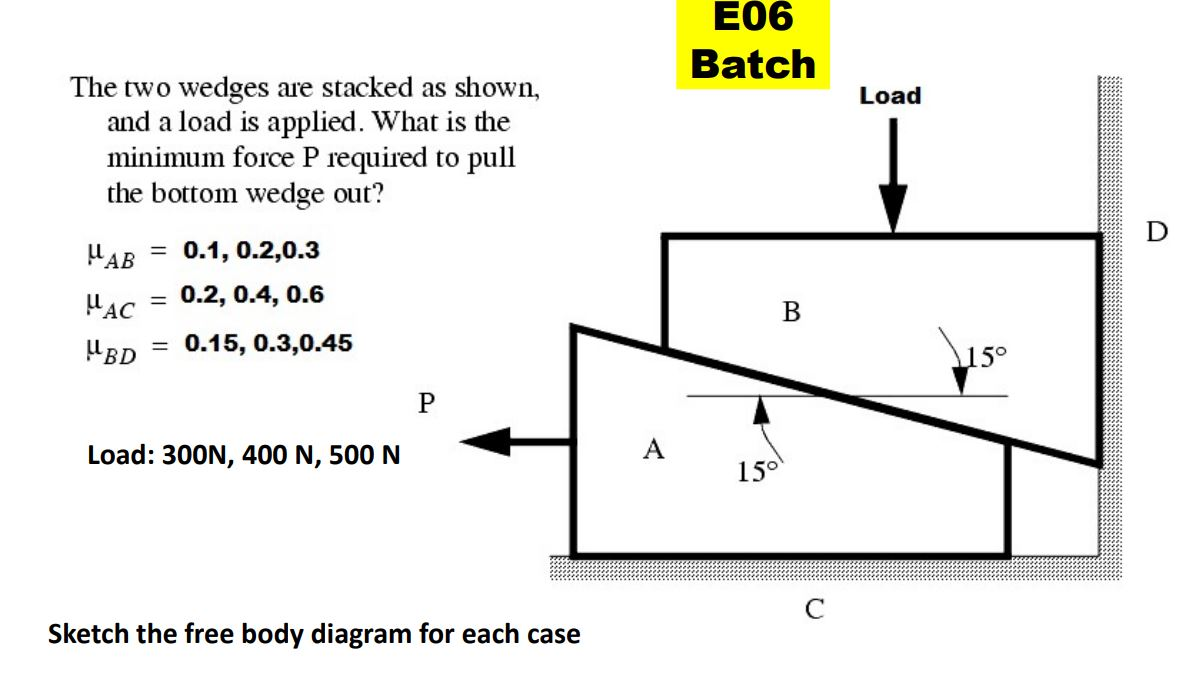 E06
Batch
The two wedges are stacked as shown,
and a load is applied. What is the
minimum force P required to pull
the bottom wedge out?
μAB = 0.1, 0.2,0.3
μAC = 0.2, 0.4, 0.6
μBD = 0.15, 0.3,0.45
Load: 300N, 400 N, 500 N
Load
D
B
15°
P
A
15°
C
Sketch the free body diagram for each case